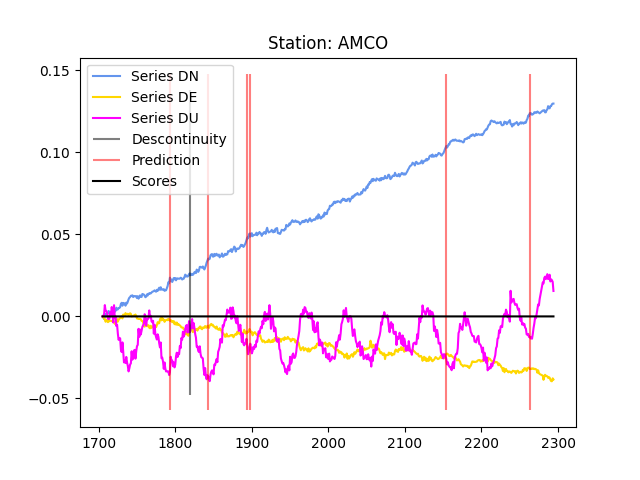 Station: AMCO
Series DN
Series DE
Series DU
Descontinuity
Prediction
Scores
0.15
0.10
0.05
0.00
−0.05
1700 1800 1900 2000 2100 2200 2300